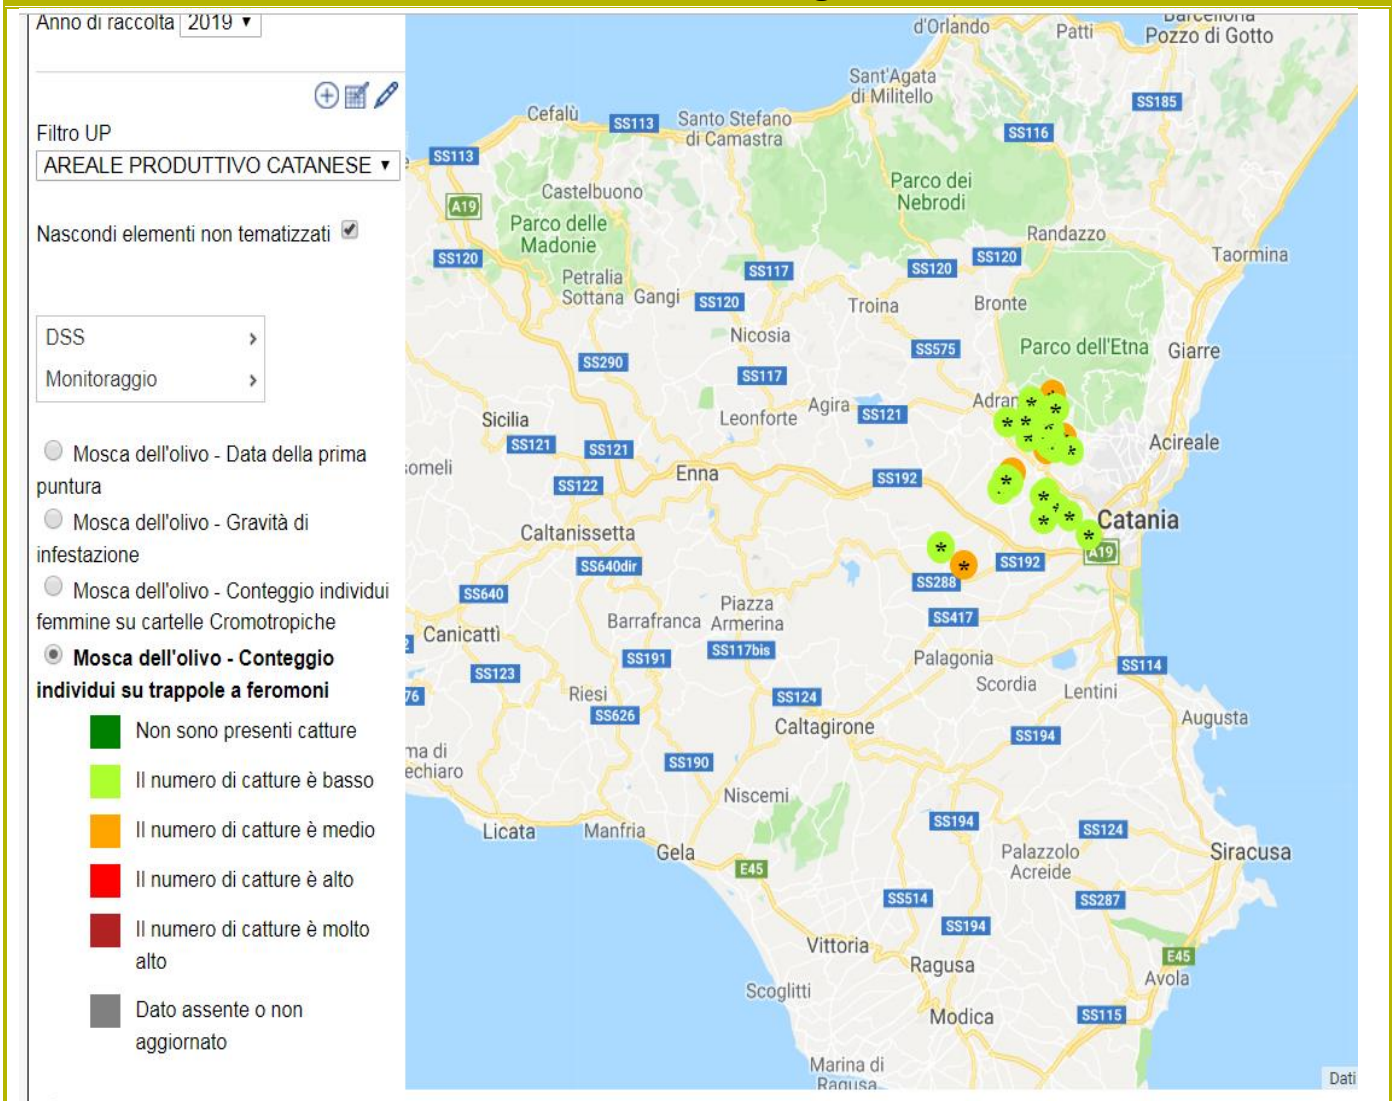 Anno di raccolta 2019
Filtro UP
AREALE PRODUTTIVO CATANESE
Nascondi elementi non tematizzati
DSS
Monitoraggio
Mosca dell'olivo - Data della prima
puntura
Mosca dell'olivo - Gravità di
infestazione
Mosca dell'olivo - Conteggio individui
femmine su cartelle Cromotropiche
Mosca dell'olivo - Conteggio
individui su trappole a feromoni
Non sono presenti catture
Il numero di catture è basso
Il numero di catture è medio
Il numero di catture è alto
Il numero di catture è molto
alto
Dato assente o non
aggiornato
d'Orlando
Patti
Barcellona
Pozzo di Gotto
Sant'Agata
di Militello
SS185
Cefalù
SS113
Santo Stefano
di Camastra
SS116
SS113
Castelbuono
Parco dei
Nebrodi
A19
Parco delle
Madonie
Randazzo
Taormina
SS120
SS117
SS120
SS120
Petralia
Sottana
Gangi
SS120
Troina
Bronte
Nicosia
SS575
Parco dell'Etna
Giarre
SS290
SS117
Adran
Agira
SS121
Leonforte
Sicilia
SS121
SS121
Acireale
someli
Enna
SS192
SS122
Catania
Caltanissetta
A19
SS640dir
SS192
SS288
SS640
Piazza
Armerina
Barrafranca
SS417
Canicattì
SS117bis
SS191
Palagonia
SS114
SS123
Scordia
Lentini
76
Riesi
SS124
SS626
Caltagirone
Augusta
SS194
ma di
echiaro
SS190
Niscemi
Licata
Manfria
SS194
SS124
Gela
Palazzolo
Acreide
Siracusa
E45
SS514
SS287
SS194
Vittoria
Ragusa
E45
Avola
Scoglitti
Modica
SS115
Marina di
Ragusa
Dati